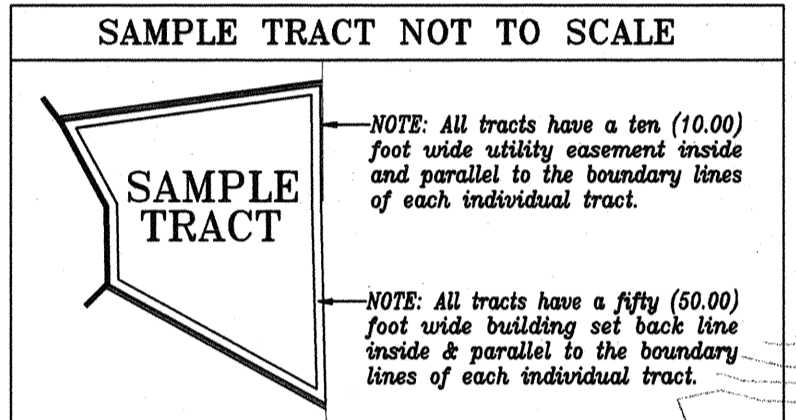 SAMPLE TRACT NOT TO SCALE
SAMPLE
TRACT
NOTE: All tracts have a ten (10.00)
foot wide utility easement inside
and parallel to the boundary lines
of each individual tract.
NOTE: All tracts have a fifty (50.00)
foot wide building set back line
inside & parallel to the boundary
lines of each individual tract.